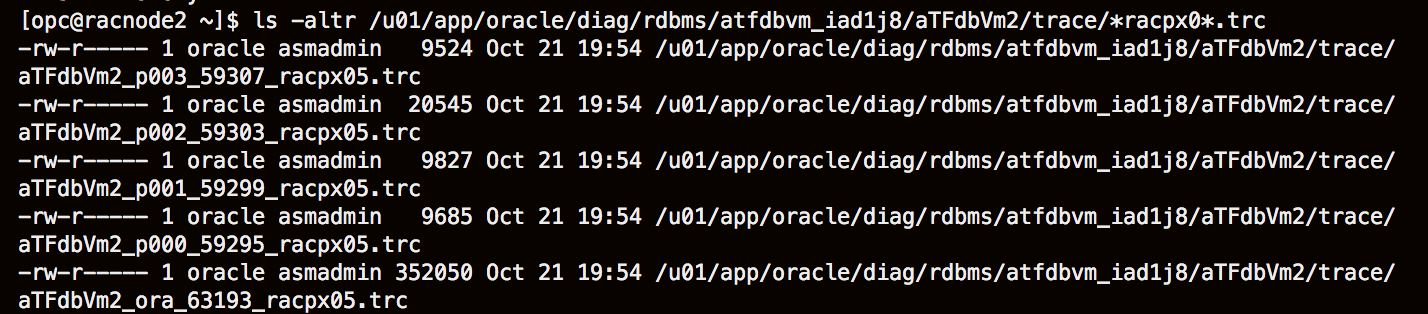 [opc@racnode2 ~]$ ls -altr /u01/app/oracle/diag/rdbms/atfdbvm_iad1j8/aTFdbVm2/trace/*racpx0*.trc
-rw-r----- 1 oracle asmadmin   9524 Oct 21 19:54 /u01/app/oracle/diag/rdbms/atfdbvm_iad1j8/aTFdbVm2/trace/
aTFdbVm2_p003_59307_racpx05.trc
-rw-r----- 1 oracle asmadmin  20545 Oct 21 19:54 /u01/app/oracle/diag/rdbms/atfdbvm_iad1j8/aTFdbVm2/trace/
aTFdbVm2_p002_59303_racpx05.trc
-rw-r----- 1 oracle asmadmin   9827 Oct 21 19:54 /u01/app/oracle/diag/rdbms/atfdbvm_iad1j8/aTFdbVm2/trace/
aTFdbVm2_p001_59299_racpx05.trc
-rw-r----- 1 oracle asmadmin   9685 Oct 21 19:54 /u01/app/oracle/diag/rdbms/atfdbvm_iad1j8/aTFdbVm2/trace/
aTFdbVm2_p000_59295_racpx05.trc
-rw-r----- 1 oracle asmadmin 352050 Oct 21 19:54 /u01/app/oracle/diag/rdbms/atfdbvm_iad1j8/aTFdbVm2/trace/
aTFdbVm2_ora_63193_racpx05.trc